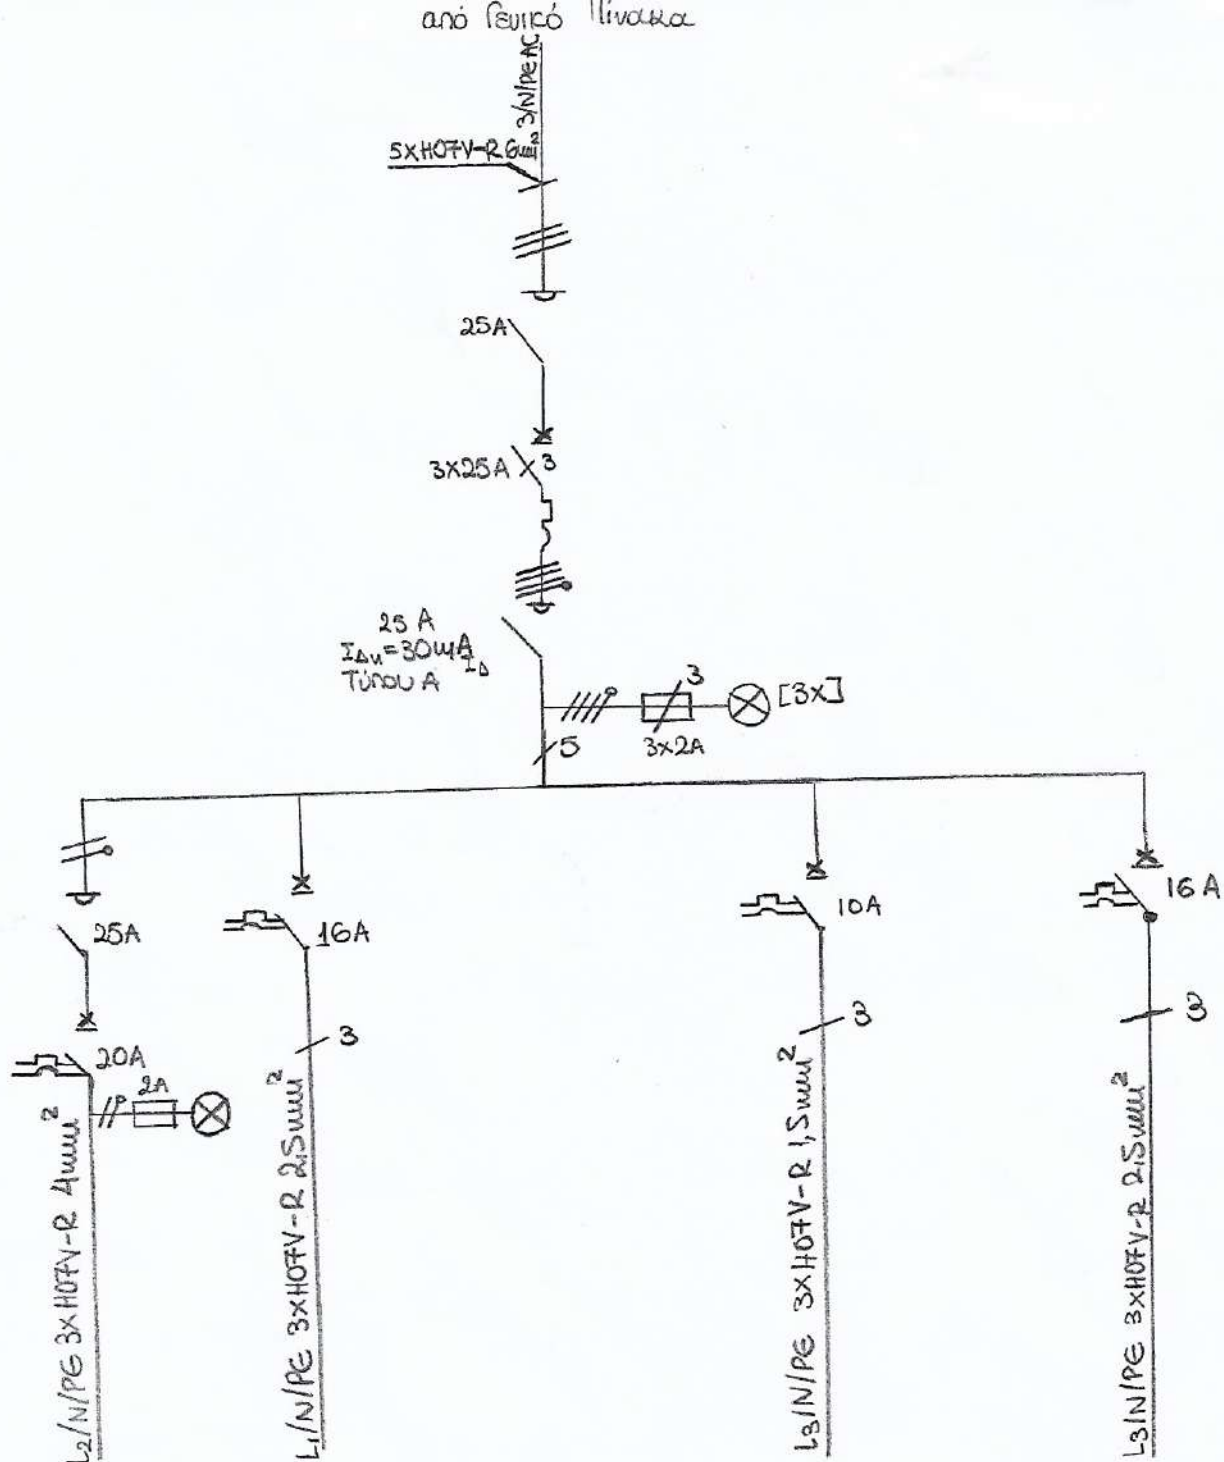 από Γενικό Πίνακα
3/N/PE AC
5XH07V-R 6mm²
25A
3X25A 3
25 A
IΔn=30mA
Τύπου A
IΔ
3
[3x]
3x2A
5
25A
16A
10A
16 A
20A
2A
3
3
3
L2/N/PE 3XH07V-R 4mm²
L1/N/PE 3XH07V-R 2,5mm²
L3/N/PE 3XH07V-R 1,5mm²
L3/N/PE 3XH07V-R 2,5mm²